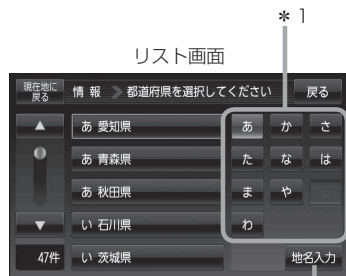 *1
リスト画面
現在地に
戻る
情報 都道府県を選択してください 戻る
▲ あ 愛知県 あ か さ
あ 青森県 た な は
あ 秋田県 ま や ら
▼ い 石川県 わ
47件 い 茨城県 地名入力